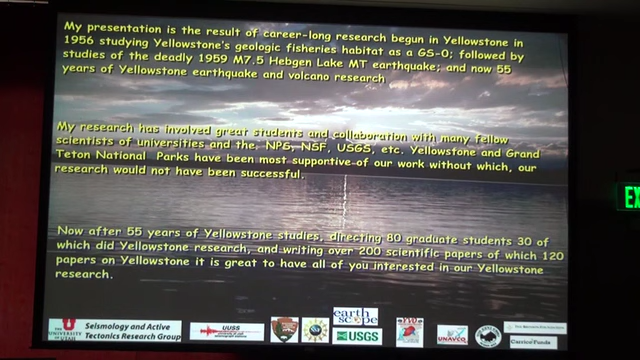 My presentation is the result of career-long research begun in Yellowstone in
1956 studying Yellowstone's geologic fisheries habitat as a GS-0; followed by
studies of the deadly 1959 M7.5 Hebgen Lake MT earthquake; and now 55
years of Yellowstone earthquake and volcano research
My research has involved great students and collaboration with many fellow
scientists of universities and the, NPS, NSF, USGS, etc. Yellowstone and Grand
Teton National Parks have been most supportive of our work without which, our
research would not have been successful.
Now after 55 years of Yellowstone studies, directing 80 graduate students 30 of
which did Yellowstone research, and writing over 200 scientific papers of which 120
papers on Yellowstone it is great to have all of you interested in our Yellowstone
research.
THE UNIVERSITY OF UTAH
Seismology and Active
Tectonics Research Group
UUSS
earth scope
USGS
YVO
UNAVCO
Carrico Funds
EX